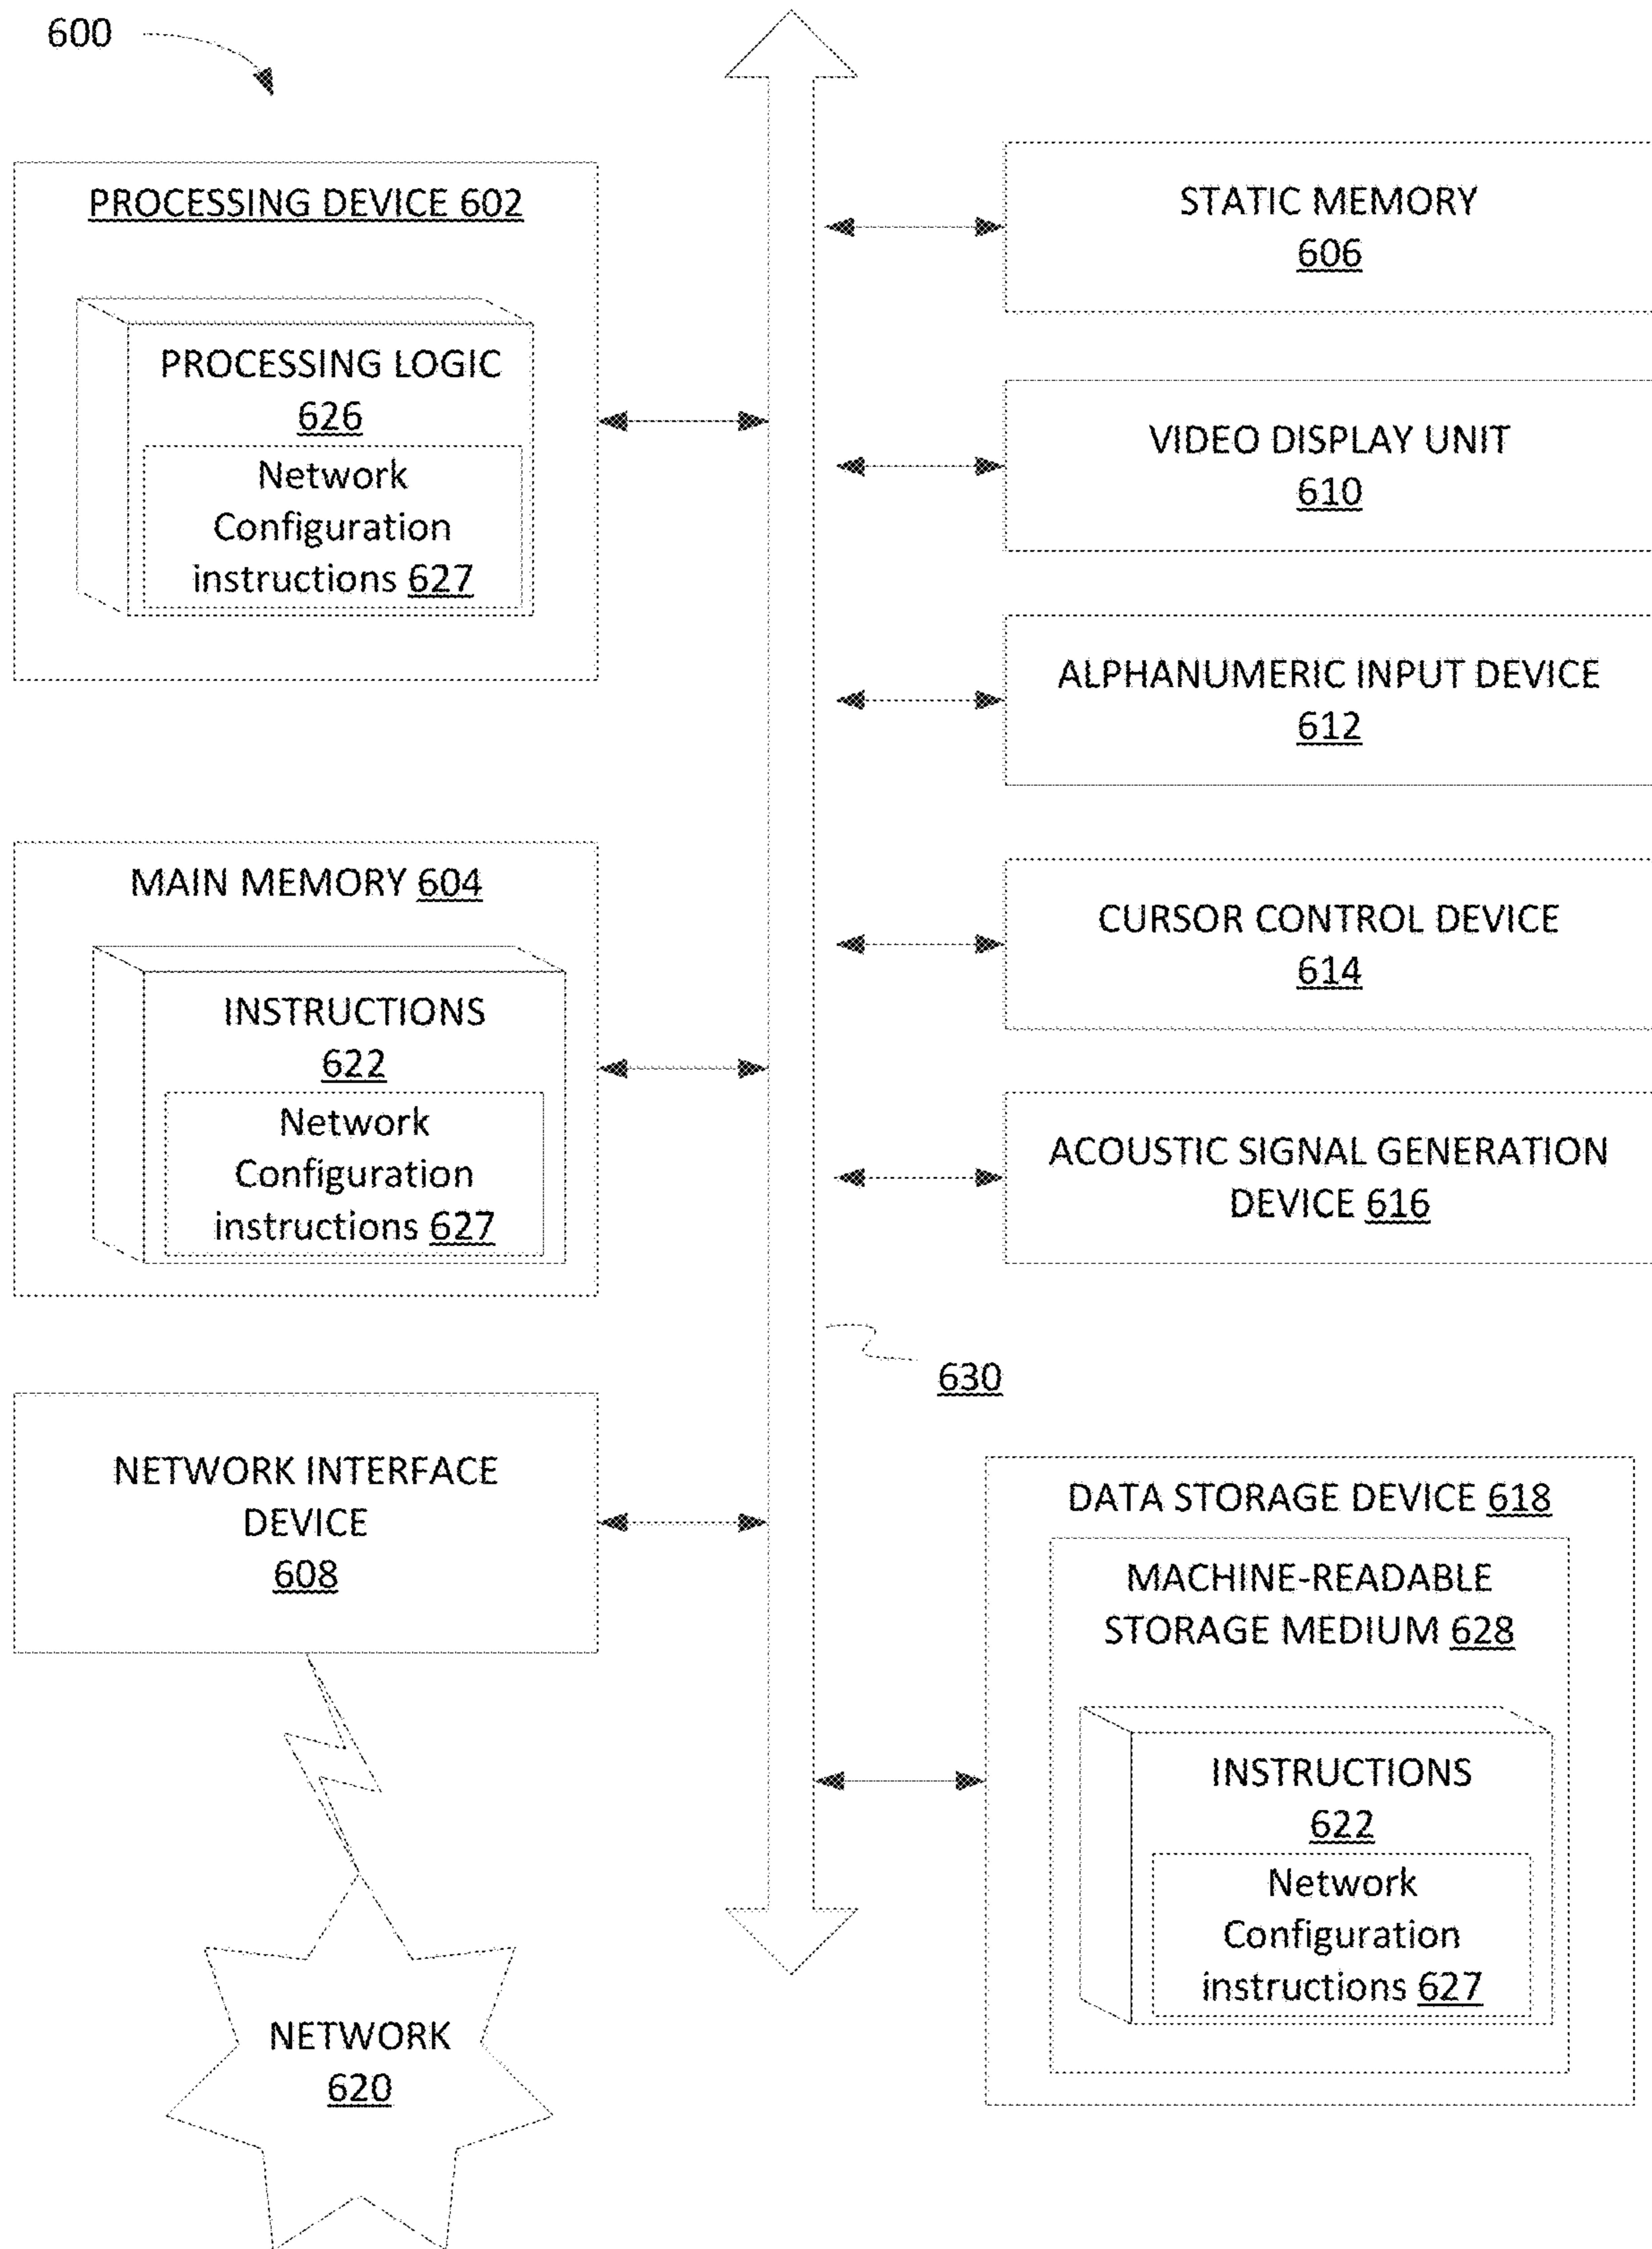 600
PROCESSING DEVICE 602
PROCESSING LOGIC
626
Network
Configuration
instructions 627
MAIN MEMORY 604
INSTRUCTIONS
622
Network
Configuration
instructions 627
NETWORK INTERFACE
DEVICE
608
NETWORK
620
STATIC MEMORY
606
VIDEO DISPLAY UNIT
610
ALPHANUMERIC INPUT DEVICE
612
CURSOR CONTROL DEVICE
614
ACOUSTIC SIGNAL GENERATION
DEVICE 616
630
DATA STORAGE DEVICE 618
MACHINE-READABLE
STORAGE MEDIUM 628
INSTRUCTIONS
622
Network
Configuration
instructions 627